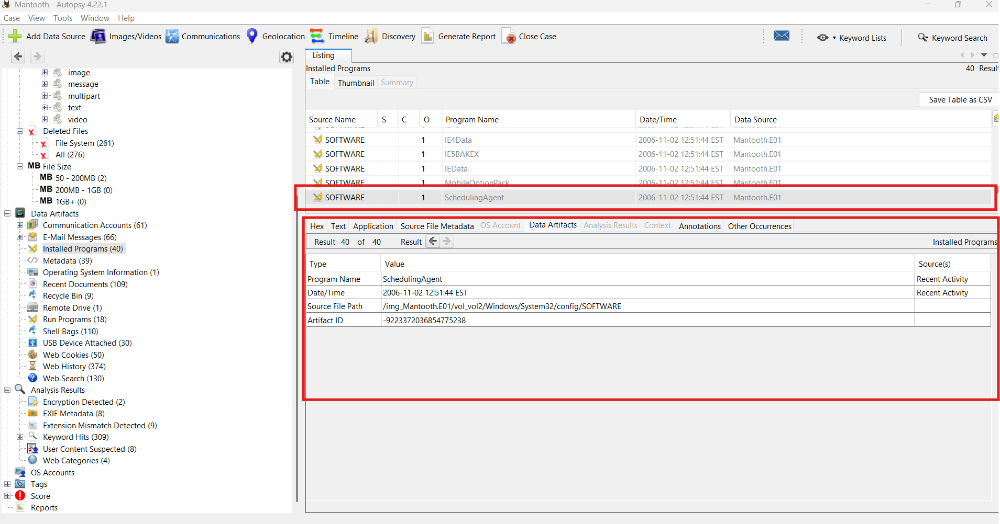 Mantooth - Autopsy 4.22.1
Case View Tools Window Help
Add Data Source Images/Videos Communications Geolocation Timeline Discovery Generate Report Close Case Keyword Lists Keyword Search
image
message
multipart
text
video
Deleted Files
File System (261)
All (276)
MB File Size
MB 50 - 200MB (2)
MB 200MB - 1GB (0)
MB 1GB+ (0)
Data Artifacts
Communication Accounts (61)
E-Mail Messages (66)
Installed Programs (40)
Metadata (39)
Operating System Information (1)
Recent Documents (109)
Recycle Bin (9)
Remote Drive (1)
Run Programs (18)
Shell Bags (110)
USB Device Attached (30)
Web Cookies (50)
Web History (374)
Web Search (130)
Analysis Results
Encryption Detected (2)
EXIF Metadata (8)
Extension Mismatch Detected (9)
Keyword Hits (309)
User Content Suspected (8)
Web Categories (4)
OS Accounts
Tags
Score
Reports
Listing
Installed Programs 40 Result
Table Thumbnail Summary
Save Table as CSV
Source Name S C O Program Name Date/Time Data Source
SOFTWARE 1 IE4Data 2006-11-02 12:51:44 EST Mantooth.E01
SOFTWARE 1 IE5BAKEX 2006-11-02 12:51:44 EST Mantooth.E01
SOFTWARE 1 IEData 2006-11-02 12:51:44 EST Mantooth.E01
SOFTWARE 1 MobileOptionPack 2006-11-02 12:51:44 EST Mantooth.E01
SOFTWARE 1 SchedulingAgent 2006-11-02 12:51:44 EST Mantooth.E01
Hex Text Application Source File Metadata OS Account Data Artifacts Analysis Results Context Annotations Other Occurrences
Result: 40 of 40 Result Installed Programs
Type Value Source(s)
Program Name SchedulingAgent Recent Activity
Date/Time 2006-11-02 12:51:44 EST Recent Activity
Source File Path /img_Mantooth.E01/vol_vol2/Windows/System32/config/SOFTWARE
Artifact ID -9223372036854775238